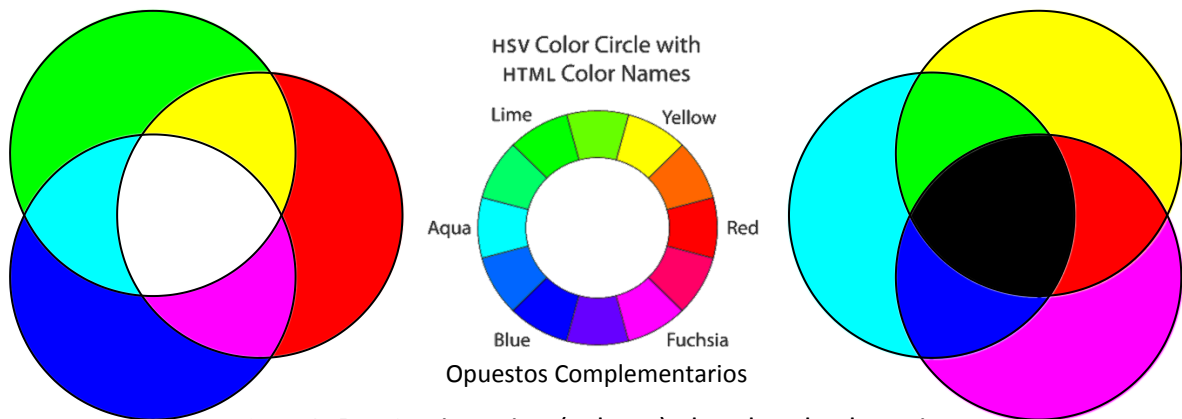 HSV Color Circle with
HTML Color Names
Lime
Yellow
Aqua
Red
Blue
Fuchsia
Opuestos Complementarios